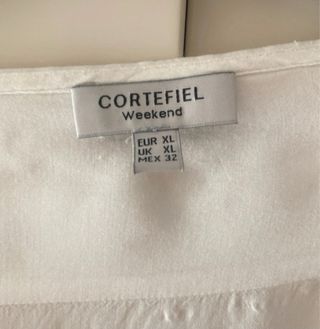 CORTEFIEL
Weekend
EUR XL
UK XL
MEX 32